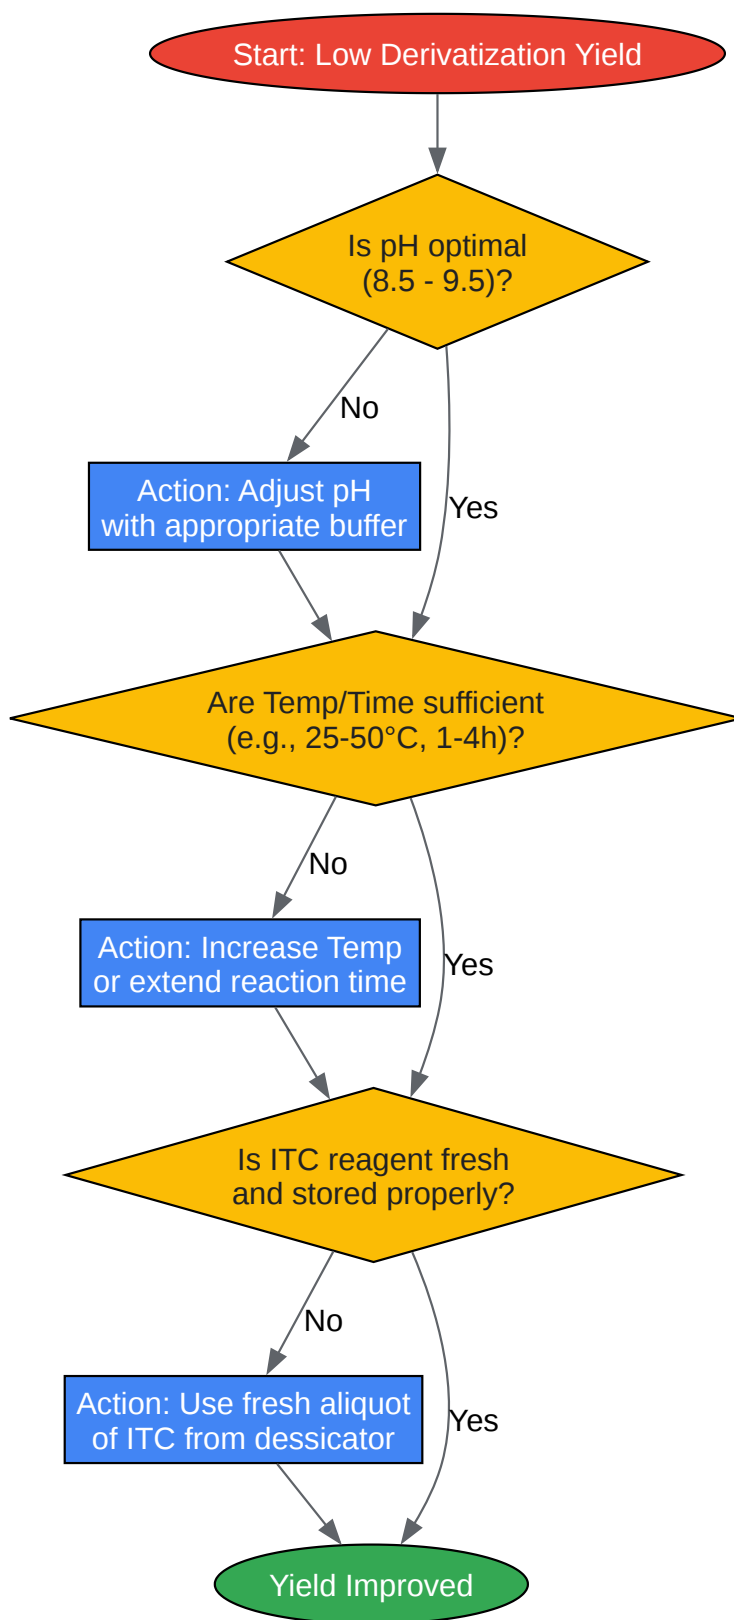 Start: Low Derivatization Yield
Is pH optimal
(8.5 - 9.5)?
No
Action: Adjust pH
with appropriate buffer
Yes
Are Temp/Time sufficient
(e.g., 25-50°C, 1-4h)?
No
Action: Increase Temp
or extend reaction time
Yes
Is ITC reagent fresh
and stored properly?
No
Action: Use fresh aliquot
of ITC from dessicator
Yes
Yield Improved